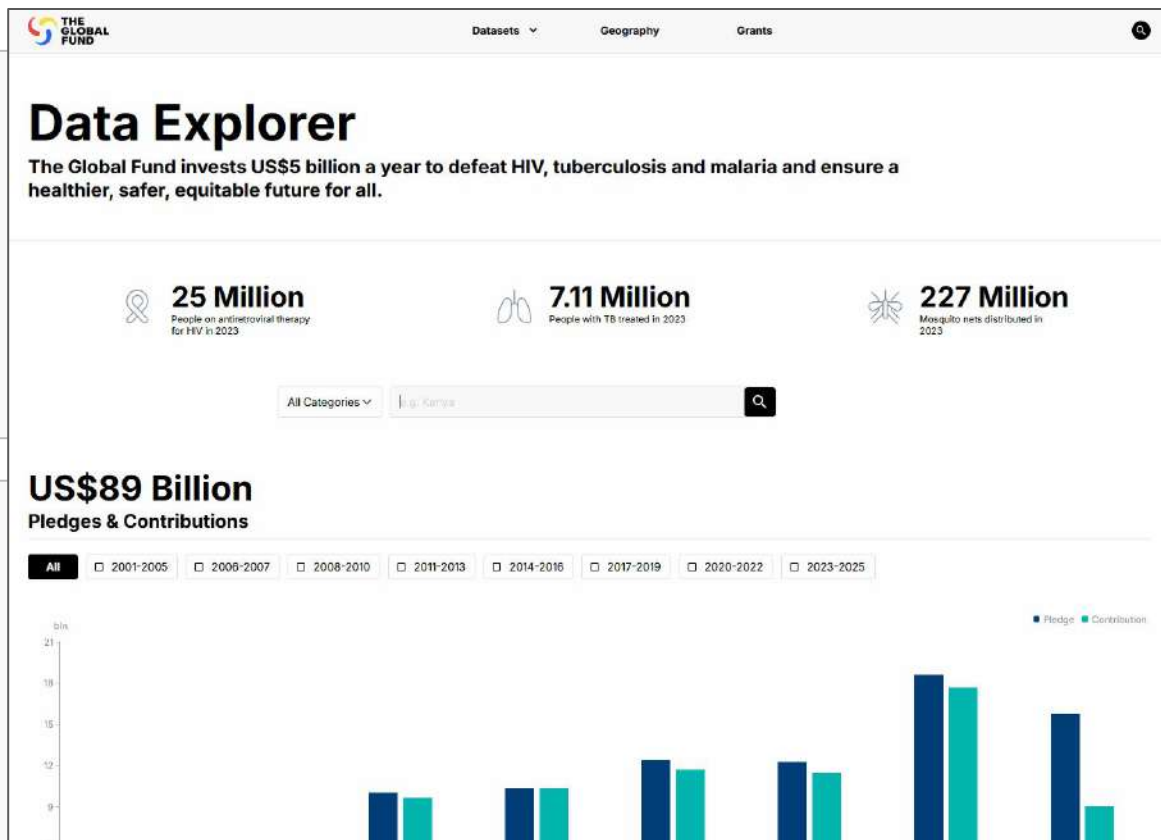 THE
GLOBAL
FUND
Datasets
Geography
Grants
Data Explorer
The Global Fund invests US$5 billion a year to defeat HIV, tuberculosis and malaria and ensure a
healthier, safer, equitable future for all.
25 Million
People on antiretroviral therapy
for HIV in 2023
7.11 Million
People with TB treated in 2023
227 Million
Mosquito nets distributed in
2023
All Categories
e.g. Kenya
US$89 Billion
Pledges & Contributions
All
2001-2005
2006-2007
2008-2010
2011-2013
2014-2016
2017-2019
2020-2022
2023-2025
bln
Pledge
Contribution
21
18
15
12
9